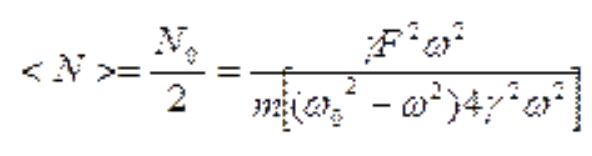 < N >= N₀/2 = γF²ω² / m[(ω₀² − ω²)4γ²ω²]